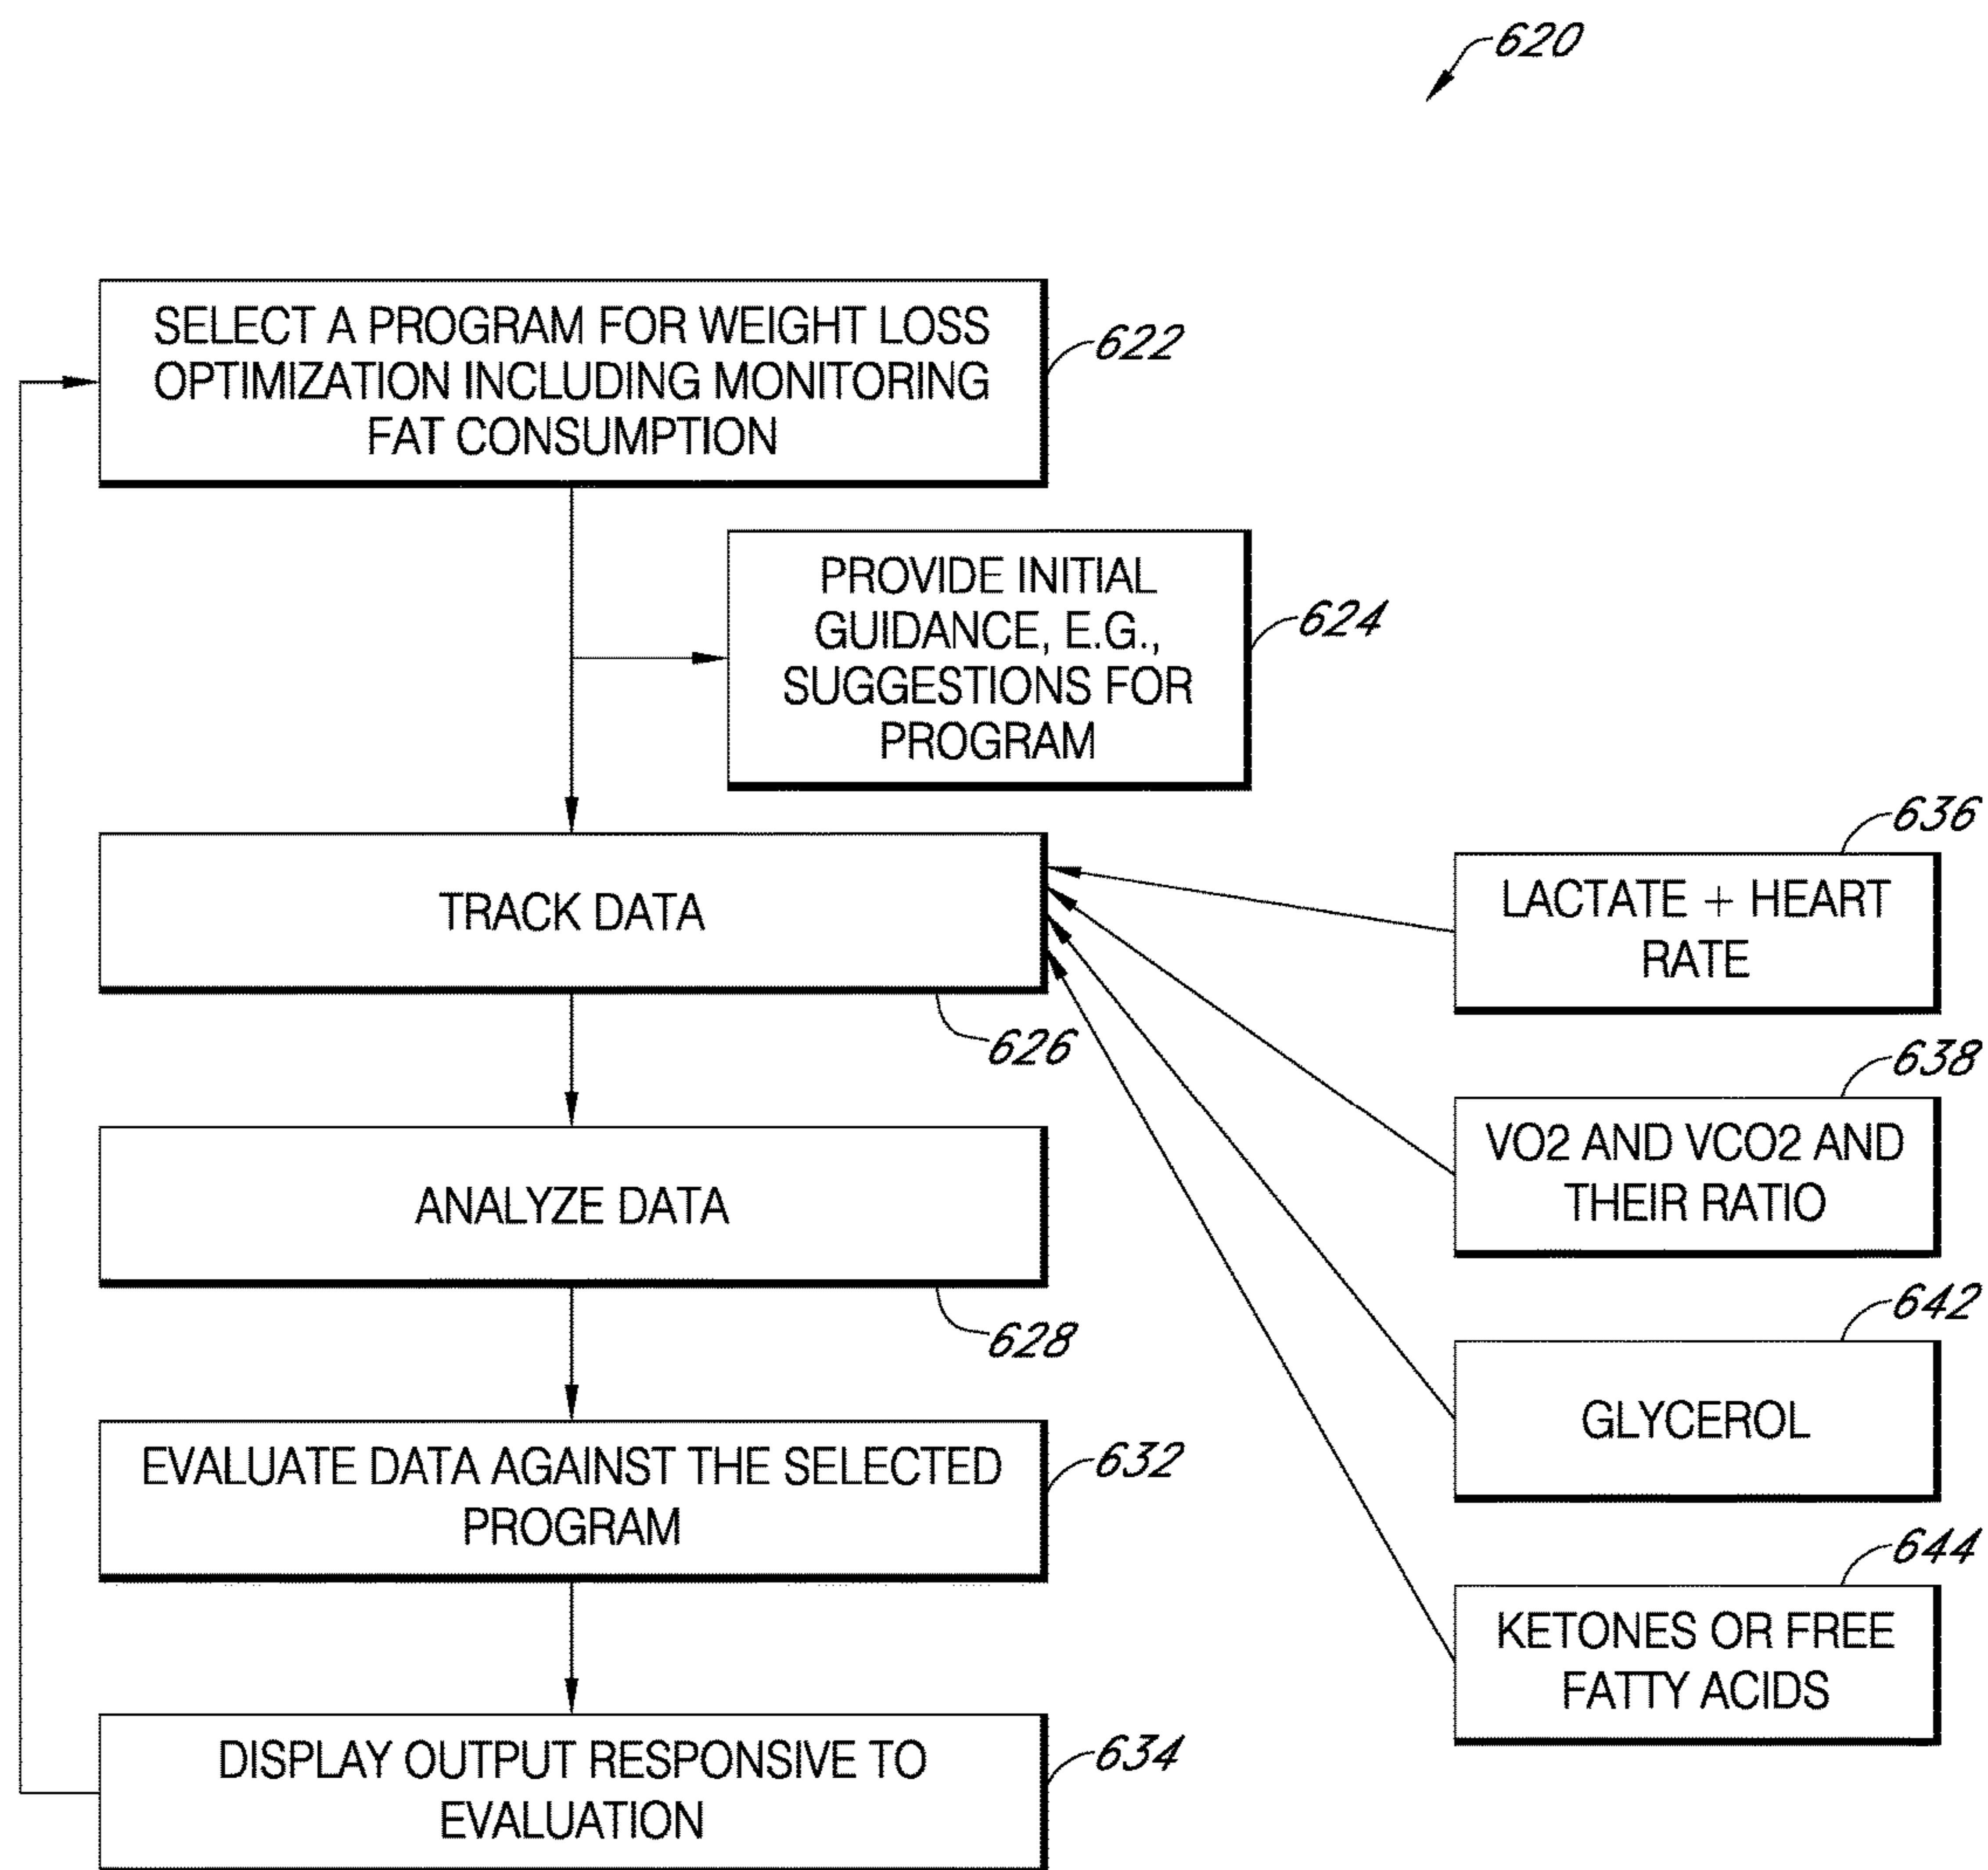 620
SELECT A PROGRAM FOR WEIGHT LOSS
OPTIMIZATION INCLUDING MONITORING
FAT CONSUMPTION
622
PROVIDE INITIAL
GUIDANCE, E.G.,
SUGGESTIONS FOR
PROGRAM
624
TRACK DATA
626
636
LACTATE + HEART
RATE
638
VO2 AND VCO2 AND
THEIR RATIO
ANALYZE DATA
628
642
GLYCEROL
EVALUATE DATA AGAINST THE SELECTED
PROGRAM
632
644
KETONES OR FREE
FATTY ACIDS
DISPLAY OUTPUT RESPONSIVE TO
EVALUATION
634